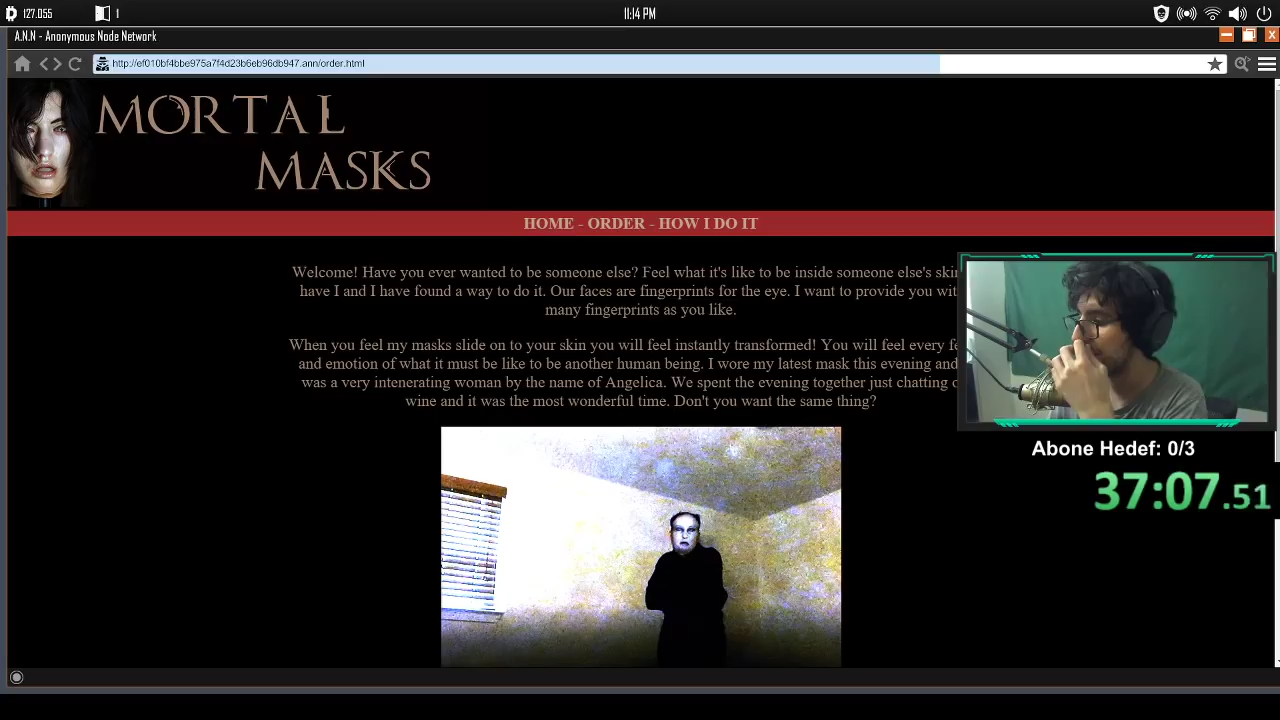 127.055
1
11:14 PM
A.N.N - Anonymous Node Network
http://ef010bf4bbe975a7f4d23b6eb96db947.ann/order.html
MORTAL
MASKS
HOME - ORDER - HOW I DO IT
Welcome! Have you ever wanted to be someone else? Feel what it's like to be inside someone else's skin
have I and I have found a way to do it. Our faces are fingerprints for the eye. I want to provide you wit
many fingerprints as you like.
When you feel my masks slide on to your skin you will feel instantly transformed! You will feel every fe
and emotion of what it must be like to be another human being. I wore my latest mask this evening and
was a very intenerating woman by the name of Angelica. We spent the evening together just chatting o
wine and it was the most wonderful time. Don't you want the same thing?
Abone Hedef: 0/3
37:07.51